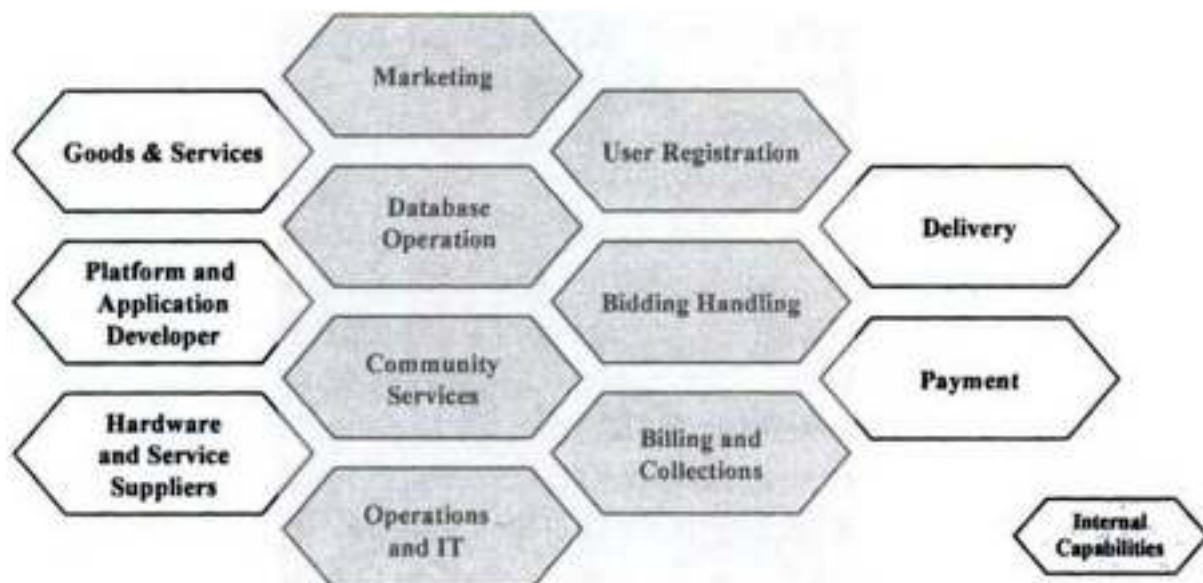 Marketing
Goods & Services
User Registration
Database
Operation
Delivery
Platform and
Application
Developer
Bidding Handling
Community
Services
Payment
Hardware
and Service
Suppliers
Billing and
Collections
Operations
and IT
Internal
Capabilities